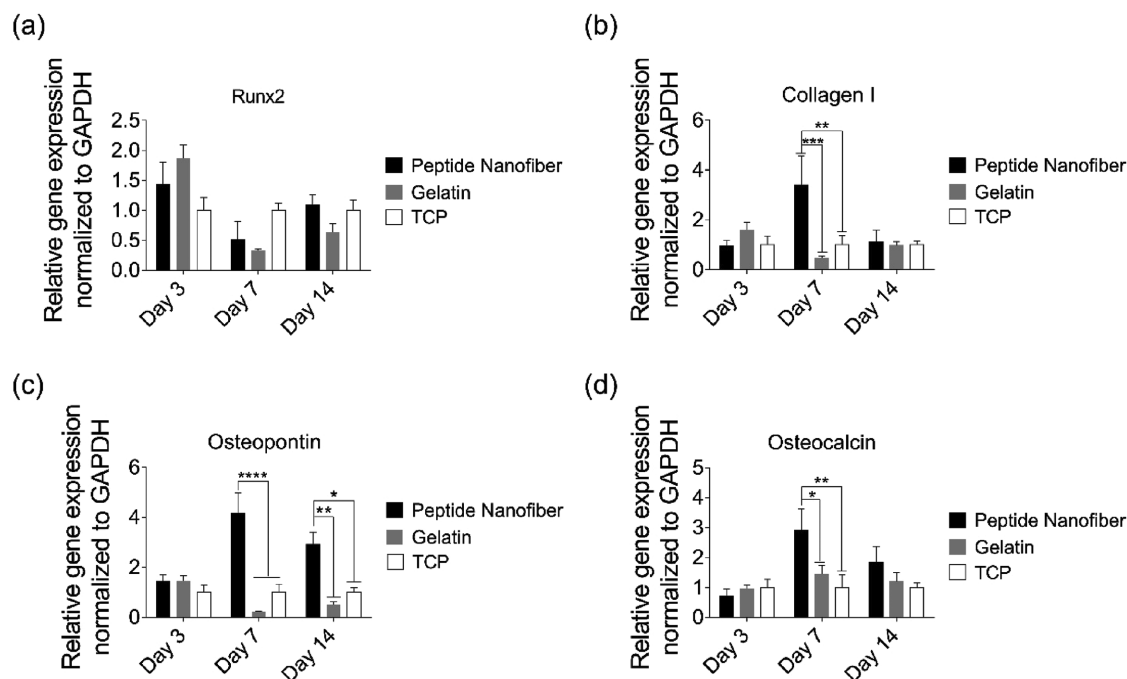 (a)
Relative gene expression
normalized to GAPDH
Runx2
2.5
2.0
1.5
1.0
0.5
0.0
Day 3
Day 7
Day 14
Peptide Nanofiber
Gelatin
TCP
(b)
Relative gene expression
normalized to GAPDH
Collagen I
6
4
2
0
**
***
Day 3
Day 7
Day 14
Peptide Nanofiber
Gelatin
TCP
(c)
Relative gene expression
normalized to GAPDH
Osteopontin
6
4
2
0
****
*
**
Day 3
Day 7
Day 14
Peptide Nanofiber
Gelatin
TCP
(d)
Relative gene expression
normalized to GAPDH
Osteocalcin
5
4
3
2
1
0
**
*
Day 3
Day 7
Day 14
Peptide Nanofiber
Gelatin
TCP